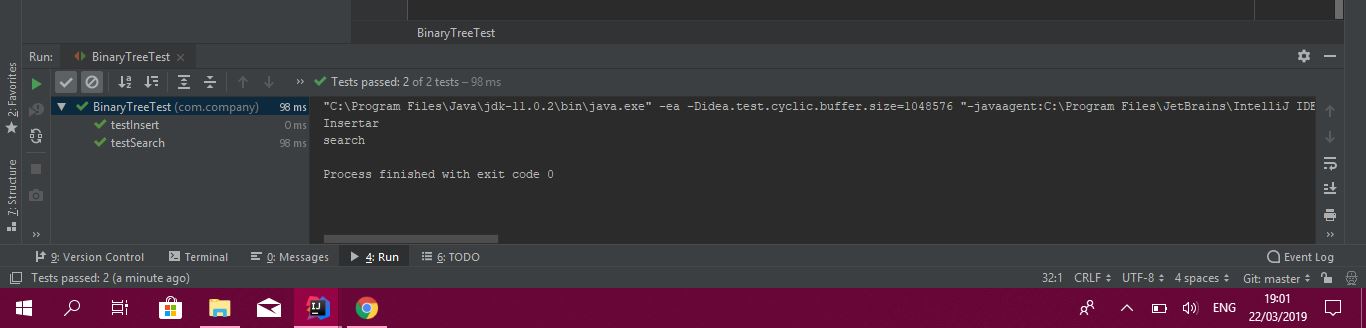 BinaryTreeTest
Run: BinaryTreeTest
Tests passed: 2 of 2 tests – 98 ms
BinaryTreeTest (com.company) 98 ms
testInsert 0 ms
testSearch 98 ms
"C:\Program Files\Java\jdk-11.0.2\bin\java.exe" -ea -Didea.test.cyclic.buffer.size=1048576 "-javaagent:C:\Program Files\JetBrains\IntelliJ IDE
Insertar
search
Process finished with exit code 0
2: Favorites
7: Structure
9: Version Control Terminal 0: Messages 4: Run 6: TODO Event Log
Tests passed: 2 (a minute ago) 32:1 CRLF UTF-8 4 spaces Git: master
ENG 19:01
22/03/2019